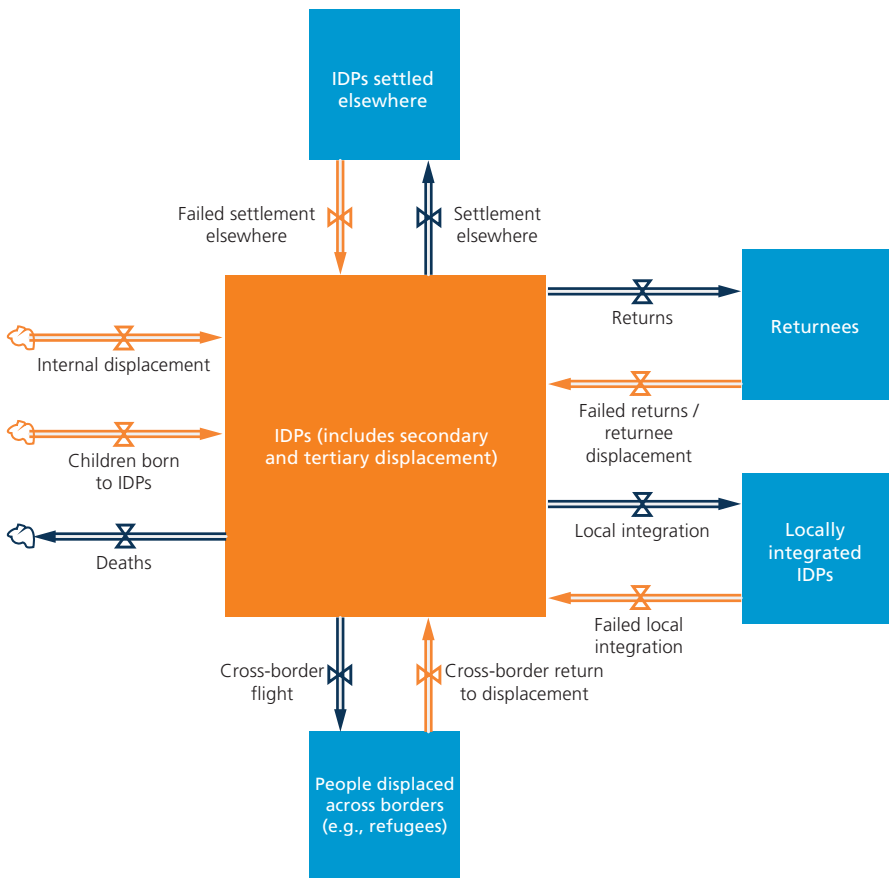 IDPs settled
elsewhere
Failed settlement
elsewhere
Settlement
elsewhere
Returns
Returnees
Internal displacement
Failed returns /
returnee
displacement
IDPs (includes secondary
and tertiary displacement)
Children born
to IDPs
Local integration
Locally
integrated
IDPs
Deaths
Failed local
integration
Cross-border
flight
Cross-border return
to displacement
People displaced
across borders
(e.g., refugees)